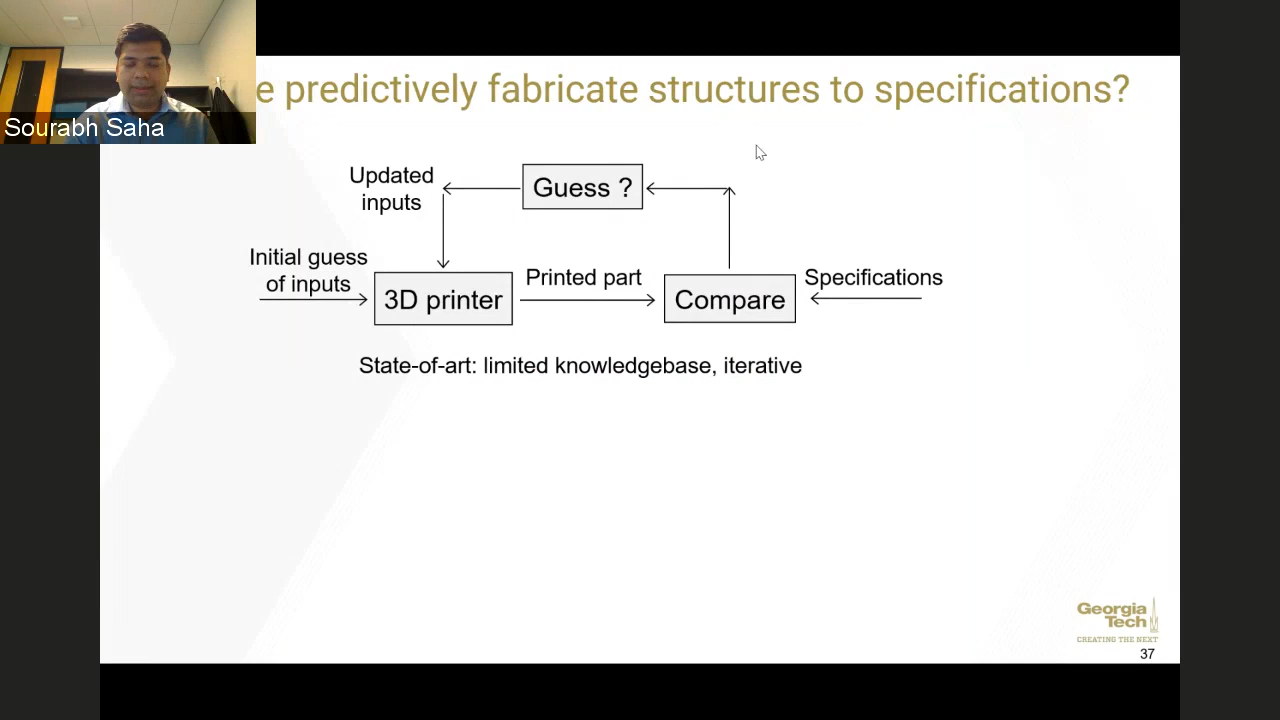 e predictively fabricate structures to specifications?
Sourabh Saha
Updated
inputs
Guess ?
Initial guess
of inputs
3D printer
Printed part
Compare
Specifications
State-of-art: limited knowledgebase, iterative
Georgia
Tech
CREATING THE NEXT
37